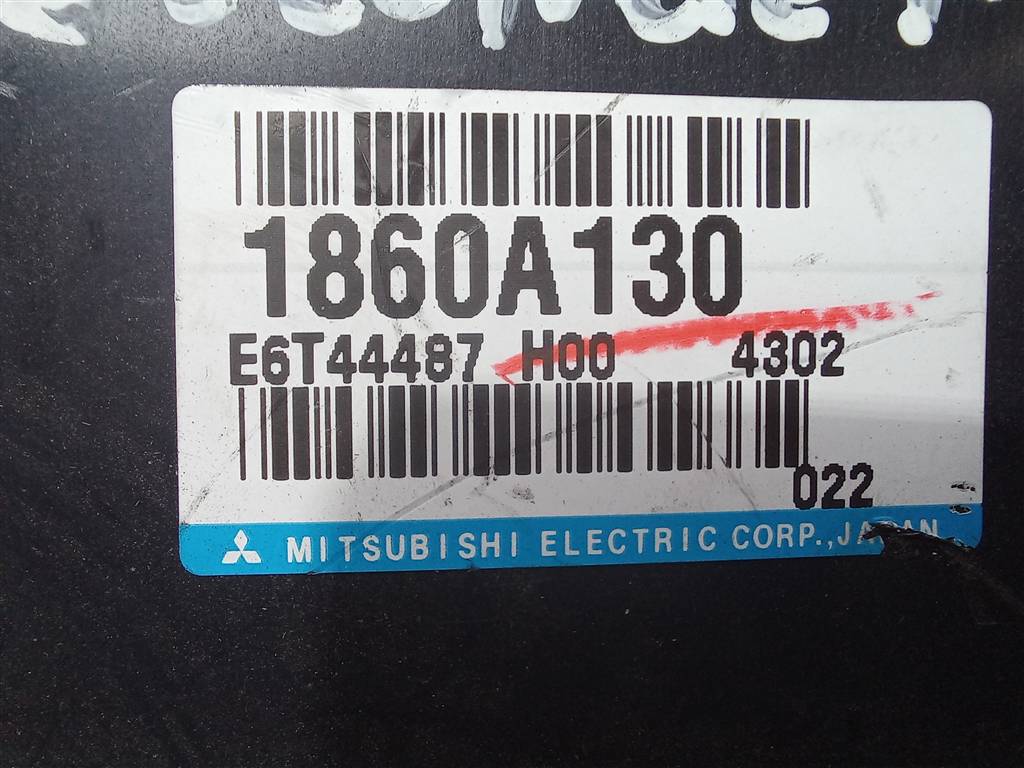 1860A130
E6T44487 H00 4302
022
MITSUBISHI ELECTRIC CORP., JAPAN